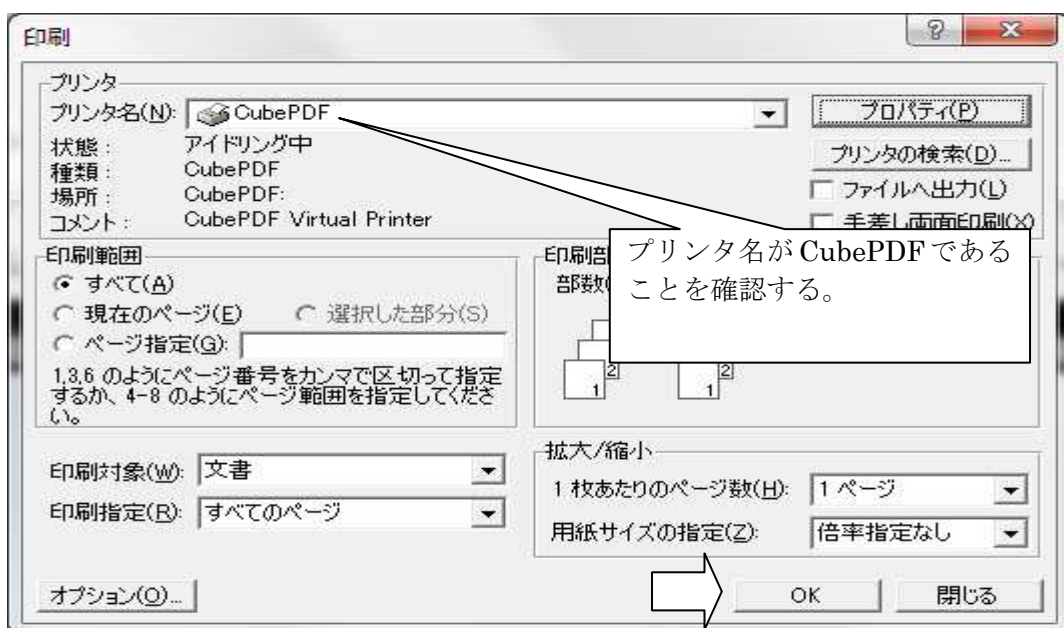 印刷
プリンタ
プリンタ名(N): CubePDF
プロパティ(P)
状態: アイドリング中
プリンタの検索(D)...
種類: CubePDF
場所: CubePDF:
ファイルへ出力(L)
コメント: CubePDF Virtual Printer
手差し両面印刷(X)
プリンタ名が CubePDF である
ことを確認する。
印刷範囲
すべて(A)
現在のページ(E) 選択した部分(S)
ページ指定(G):
1,3,6 のようにページ番号をカンマで区切って指定
するか、4-8 のようにページ範囲を指定してくださ
い。
印刷部
部数(
2
1
2
1
印刷対象(W): 文書
印刷指定(R): すべてのページ
拡大/縮小
1 枚あたりのページ数(H): 1 ページ
用紙サイズの指定(Z): 倍率指定なし
オプション(O)...
OK
閉じる